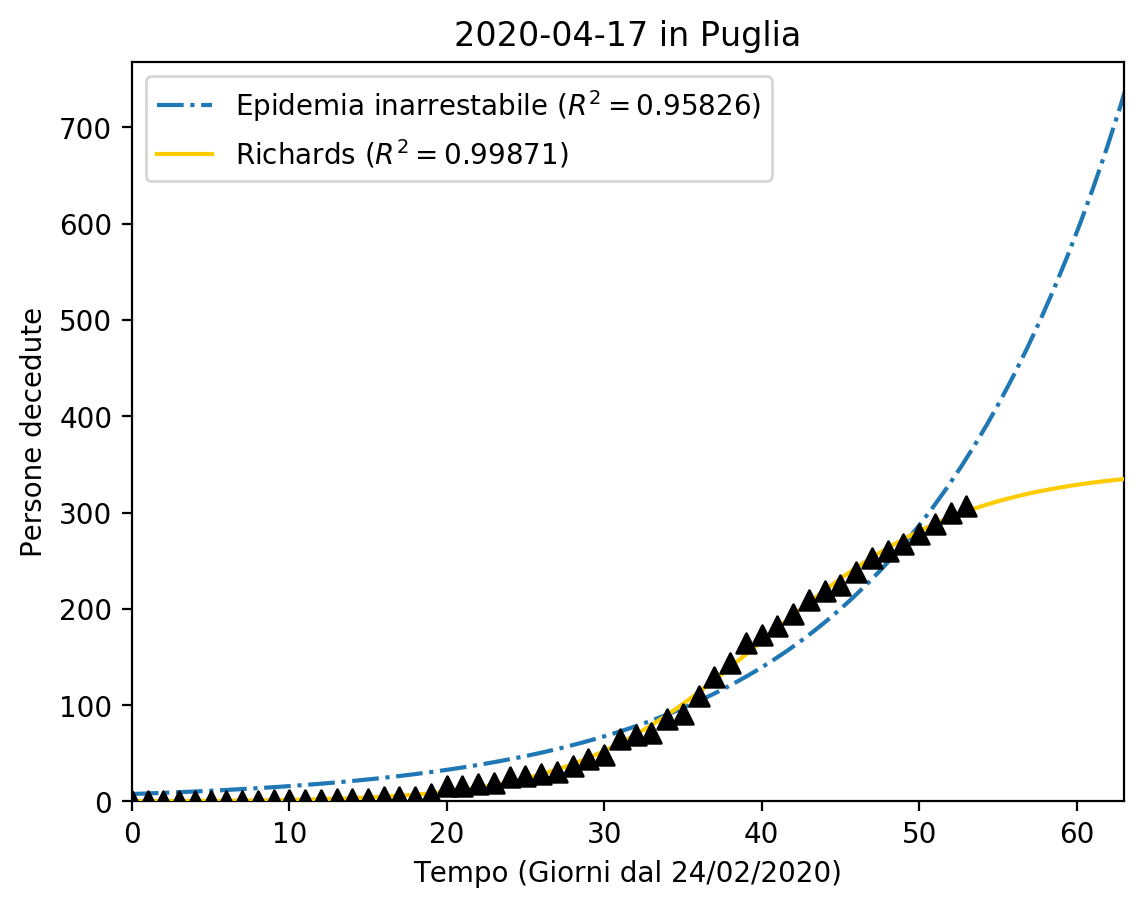 2020-04-17 in Puglia
Epidemia inarrestabile (R² = 0.95826)
Richards (R² = 0.99871)
Persone decedute
700
600
500
400
300
200
100
0
0 10 20 30 40 50 60
Tempo (Giorni dal 24/02/2020)